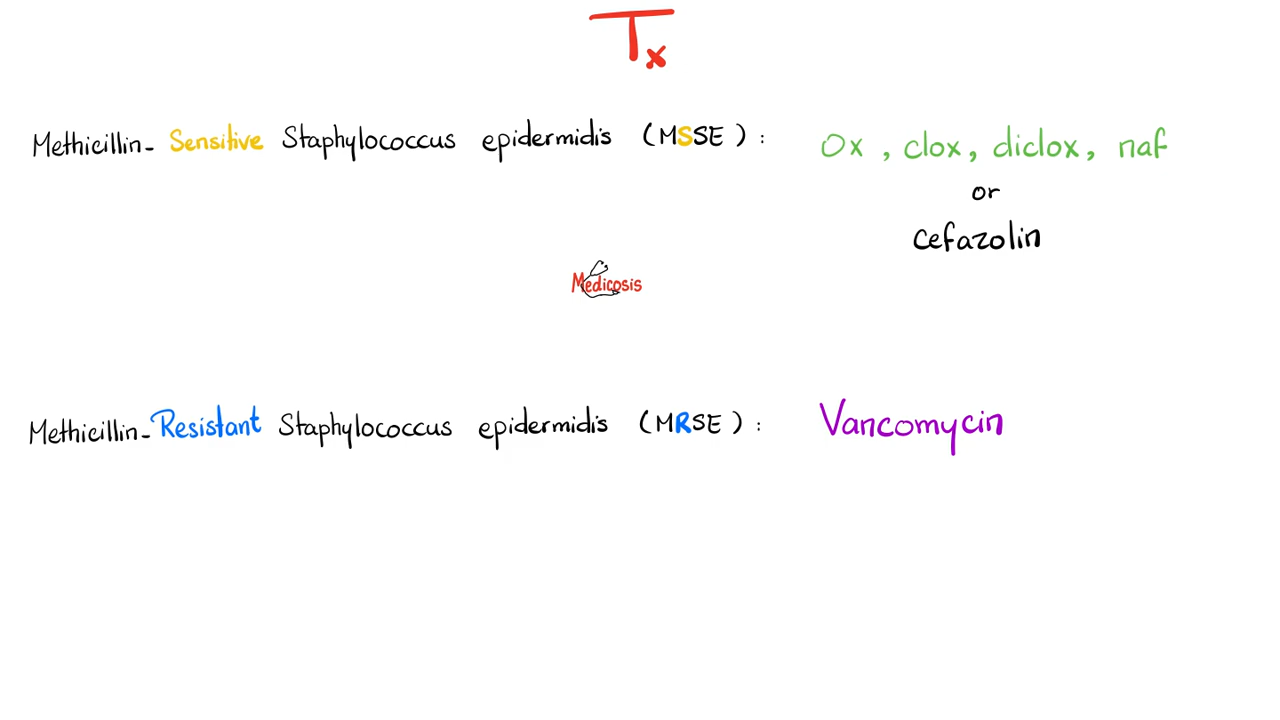 Tx
Methicillin- Sensitive Staphylococcus epidermidis (MSSE): Ox, clox, diclox, naf
or
cefazolin
Medicosis
Methicillin- Resistant Staphylococcus epidermidis (MRSE): Vancomycin